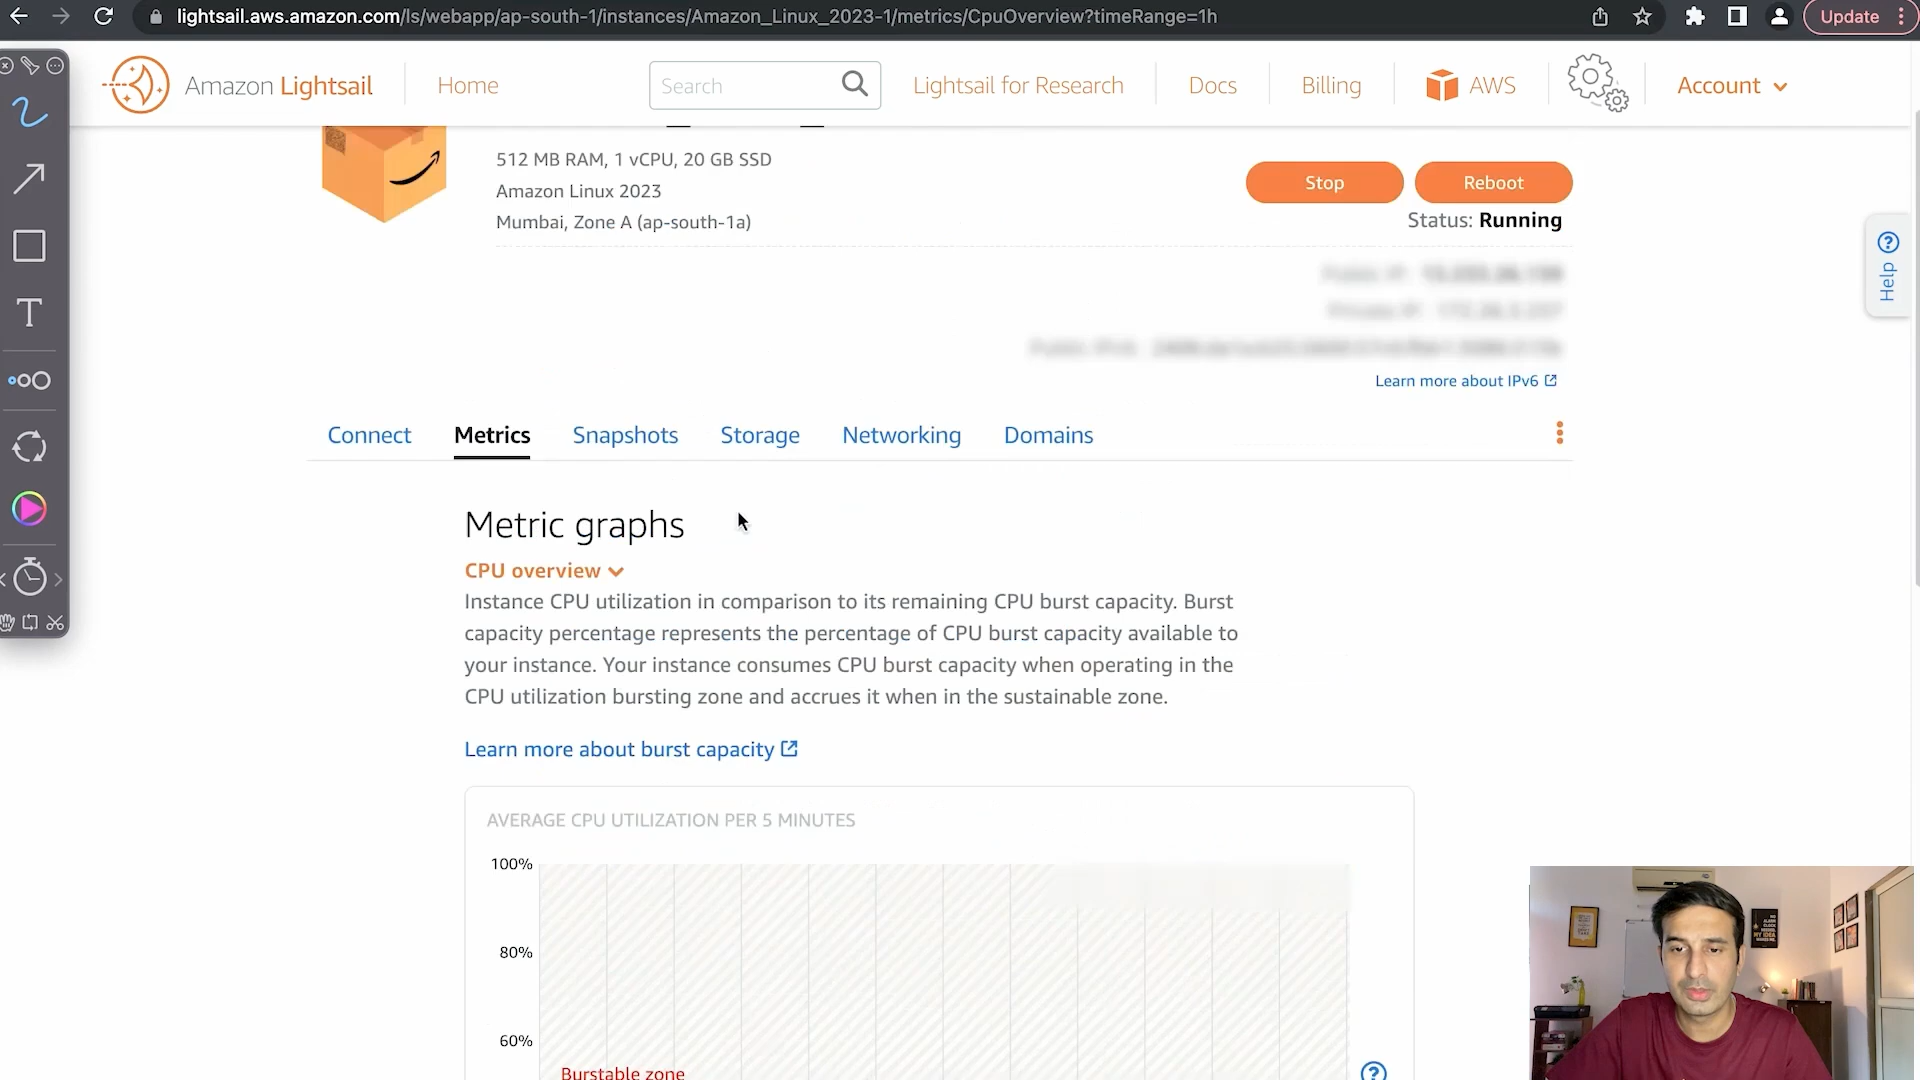 lightsail.aws.amazon.com/ls/webapp/ap-south-1/instances/Amazon_Linux_2023-1/metrics/CpuOverview?timeRange=1h
Update
Amazon Lightsail
Home
Search
Lightsail for Research
Docs
Billing
AWS
Account
512 MB RAM, 1 vCPU, 20 GB SSD
Amazon Linux 2023
Mumbai, Zone A (ap-south-1a)
Stop
Reboot
Status: Running
Help
Learn more about IPv6
Connect
Metrics
Snapshots
Storage
Networking
Domains
Metric graphs
CPU overview
Instance CPU utilization in comparison to its remaining CPU burst capacity. Burst
capacity percentage represents the percentage of CPU burst capacity available to
your instance. Your instance consumes CPU burst capacity when operating in the
CPU utilization bursting zone and accrues it when in the sustainable zone.
Learn more about burst capacity
AVERAGE CPU UTILIZATION PER 5 MINUTES
100%
80%
60%
Burstable zone